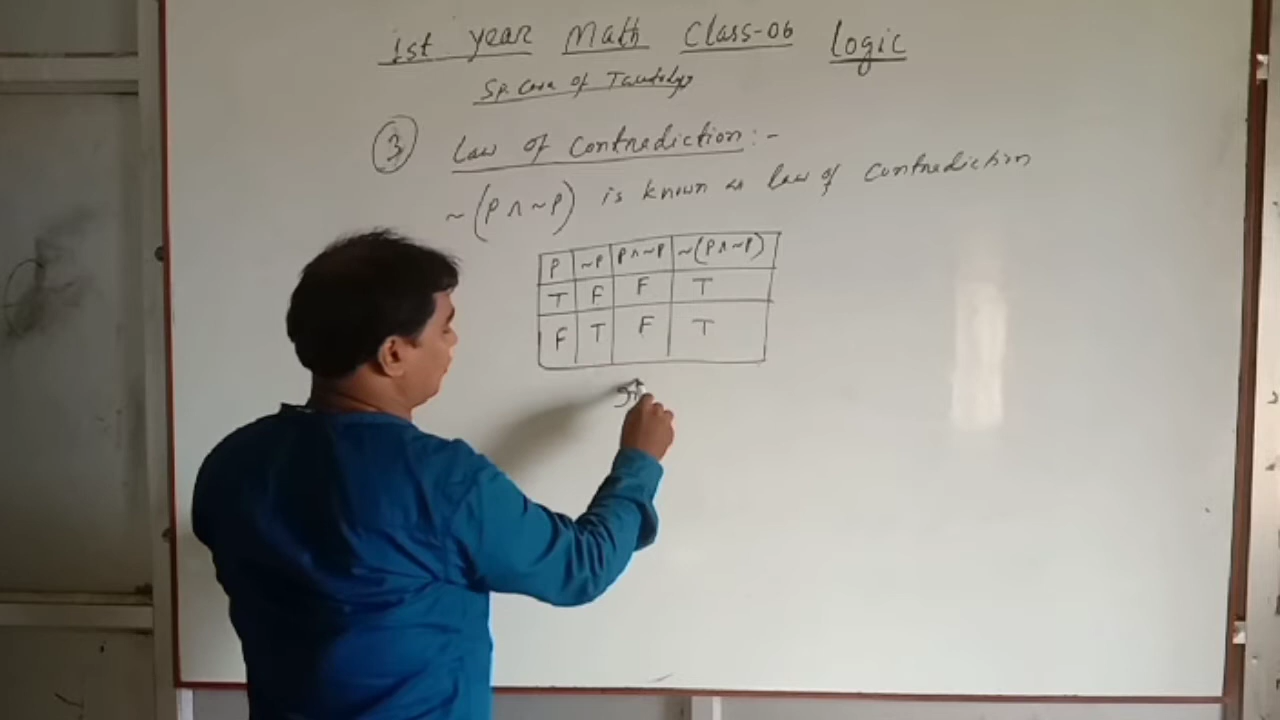 1st year Math Class-06 Logic
Sp. Case of Tautology
3 Law of Contradiction:-
~(P∧~P) is known as law of contradiction
P ~P P∧~P ~(P∧~P)
T F F T
F T F T